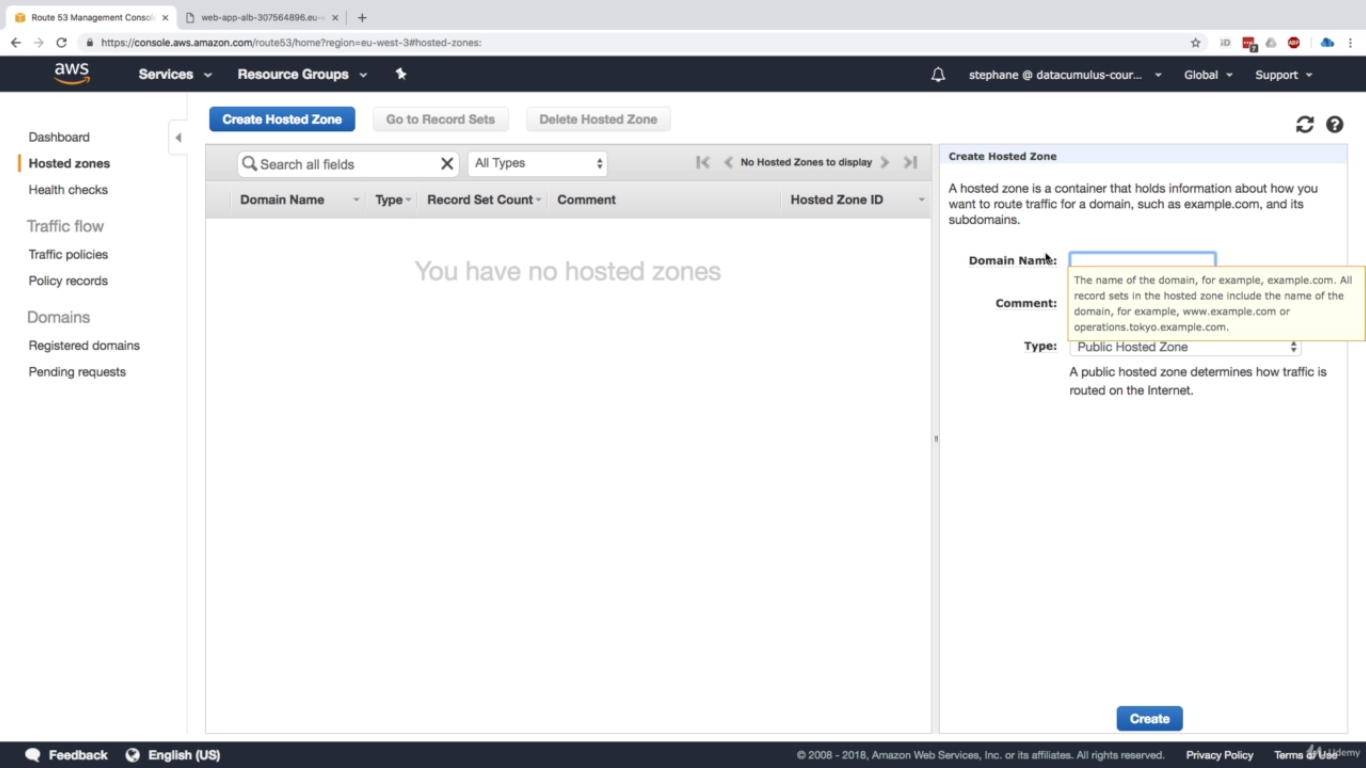 Route 53 Management Consol
web-app-alb-307564896.eu-
https://console.aws.amazon.com/route53/home?region=eu-west-3#hosted-zones:
aws
Services
Resource Groups
stephane @ datacumulus-cour...
Global
Support
Create Hosted Zone
Go to Record Sets
Delete Hosted Zone
Dashboard
Hosted zones
Health checks
Traffic flow
Traffic policies
Policy records
Domains
Registered domains
Pending requests
Search all fields
All Types
No Hosted Zones to display
Domain Name
Type
Record Set Count
Comment
Hosted Zone ID
You have no hosted zones
Create Hosted Zone
A hosted zone is a container that holds information about how you
want to route traffic for a domain, such as example.com, and its
subdomains.
Domain Name:
The name of the domain, for example, example.com. All
record sets in the hosted zone include the name of the
domain, for example, www.example.com or
operations.tokyo.example.com.
Comment:
Type:
Public Hosted Zone
A public hosted zone determines how traffic is
routed on the Internet.
Create
Feedback
English (US)
© 2008 - 2018, Amazon Web Services, Inc. or its affiliates. All rights reserved.
Privacy Policy
Terms of Use
Udemy